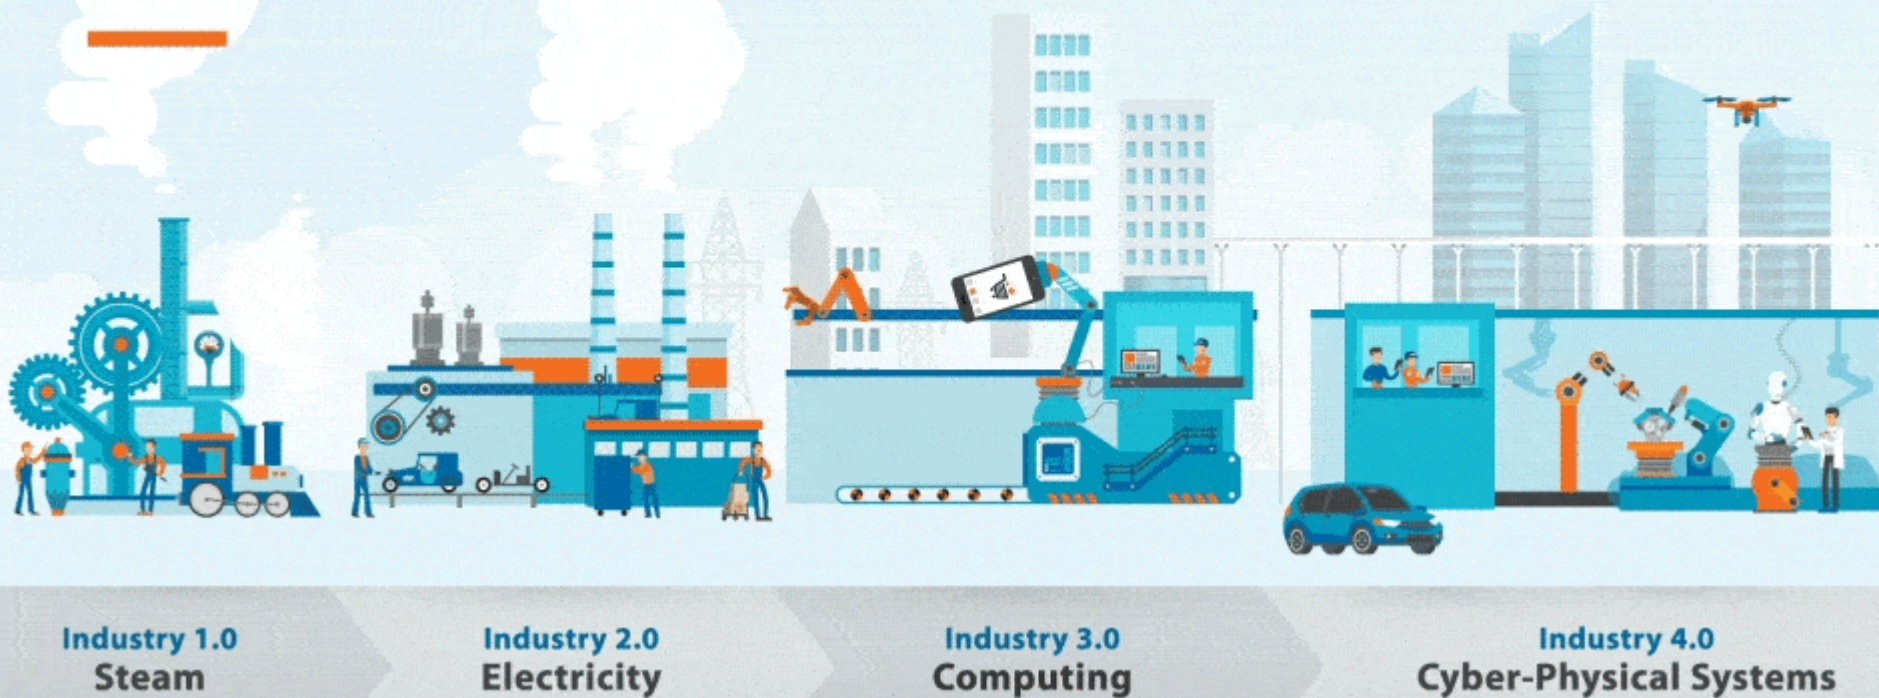 Industry 1.0
Steam
Industry 2.0
Electricity
Industry 3.0
Computing
Industry 4.0
Cyber-Physical Systems